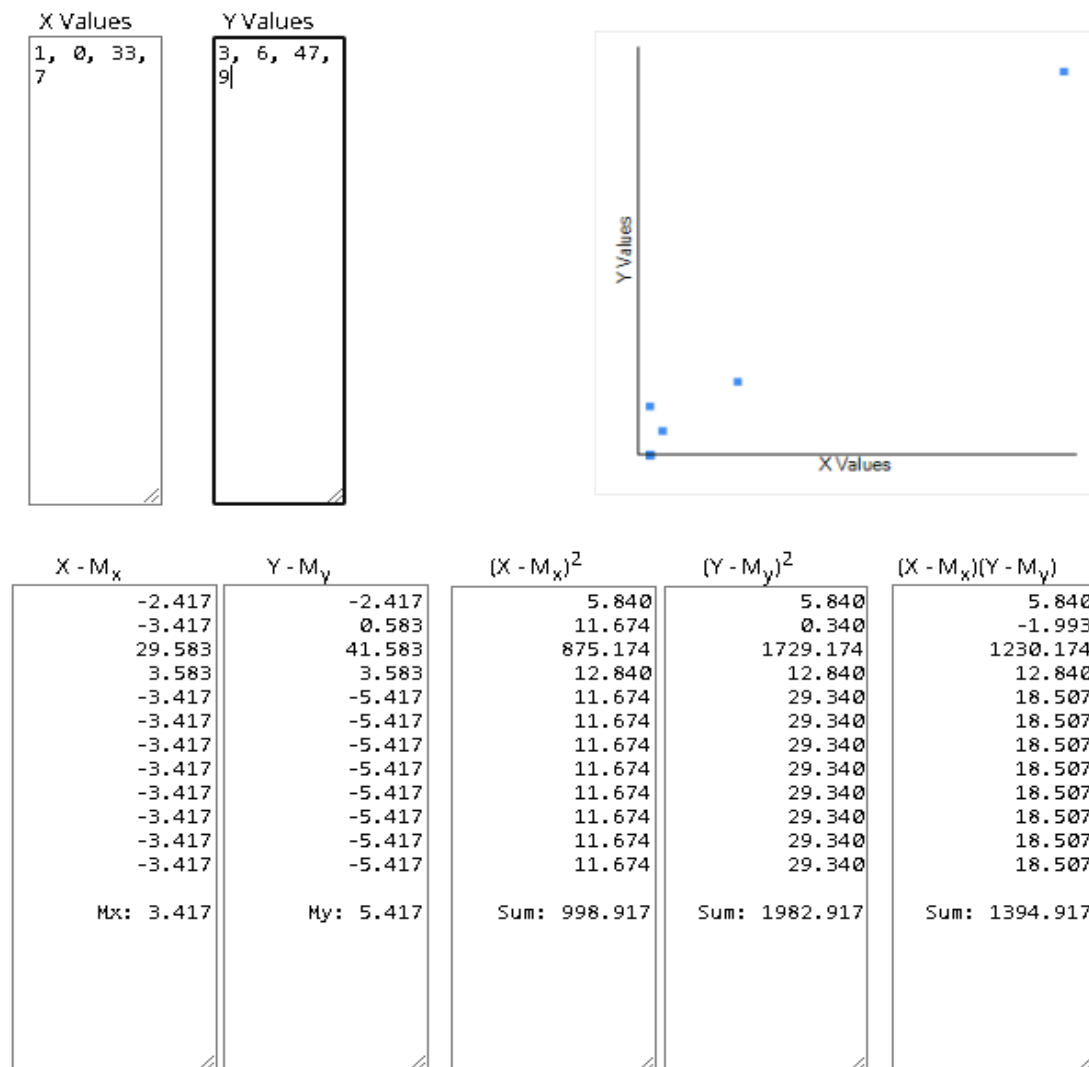 X Values
Y Values
1, 0, 33,
7
3, 6, 47,
9
Y Values
X Values
X - Mx
Y - My
(X - Mx)2
(Y - My)2
(X - Mx)(Y - My)
-2.417 -2.417 5.840 5.840 5.840
-3.417 0.583 11.674 0.340 -1.993
29.583 41.583 875.174 1729.174 1230.174
3.583 3.583 12.840 12.840 12.840
-3.417 -5.417 11.674 29.340 18.507
-3.417 -5.417 11.674 29.340 18.507
-3.417 -5.417 11.674 29.340 18.507
-3.417 -5.417 11.674 29.340 18.507
-3.417 -5.417 11.674 29.340 18.507
-3.417 -5.417 11.674 29.340 18.507
-3.417 -5.417 11.674 29.340 18.507
-3.417 -5.417 11.674 29.340 18.507
Mx: 3.417 My: 5.417 Sum: 998.917 Sum: 1982.917 Sum: 1394.917